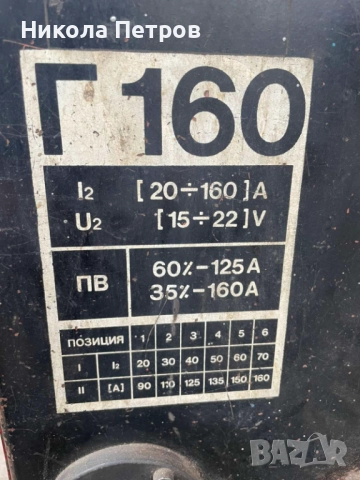 Никола Петров
Г 160
I2 [20÷160]A
U2 [15÷22]V
ПВ 60%-125A
35%-160A
ПОЗИЦИЯ 1 2 3 4 5 6
I I2 20 30 40 50 60 70
II [A] 90 110 125 135 150 160
BAZAR